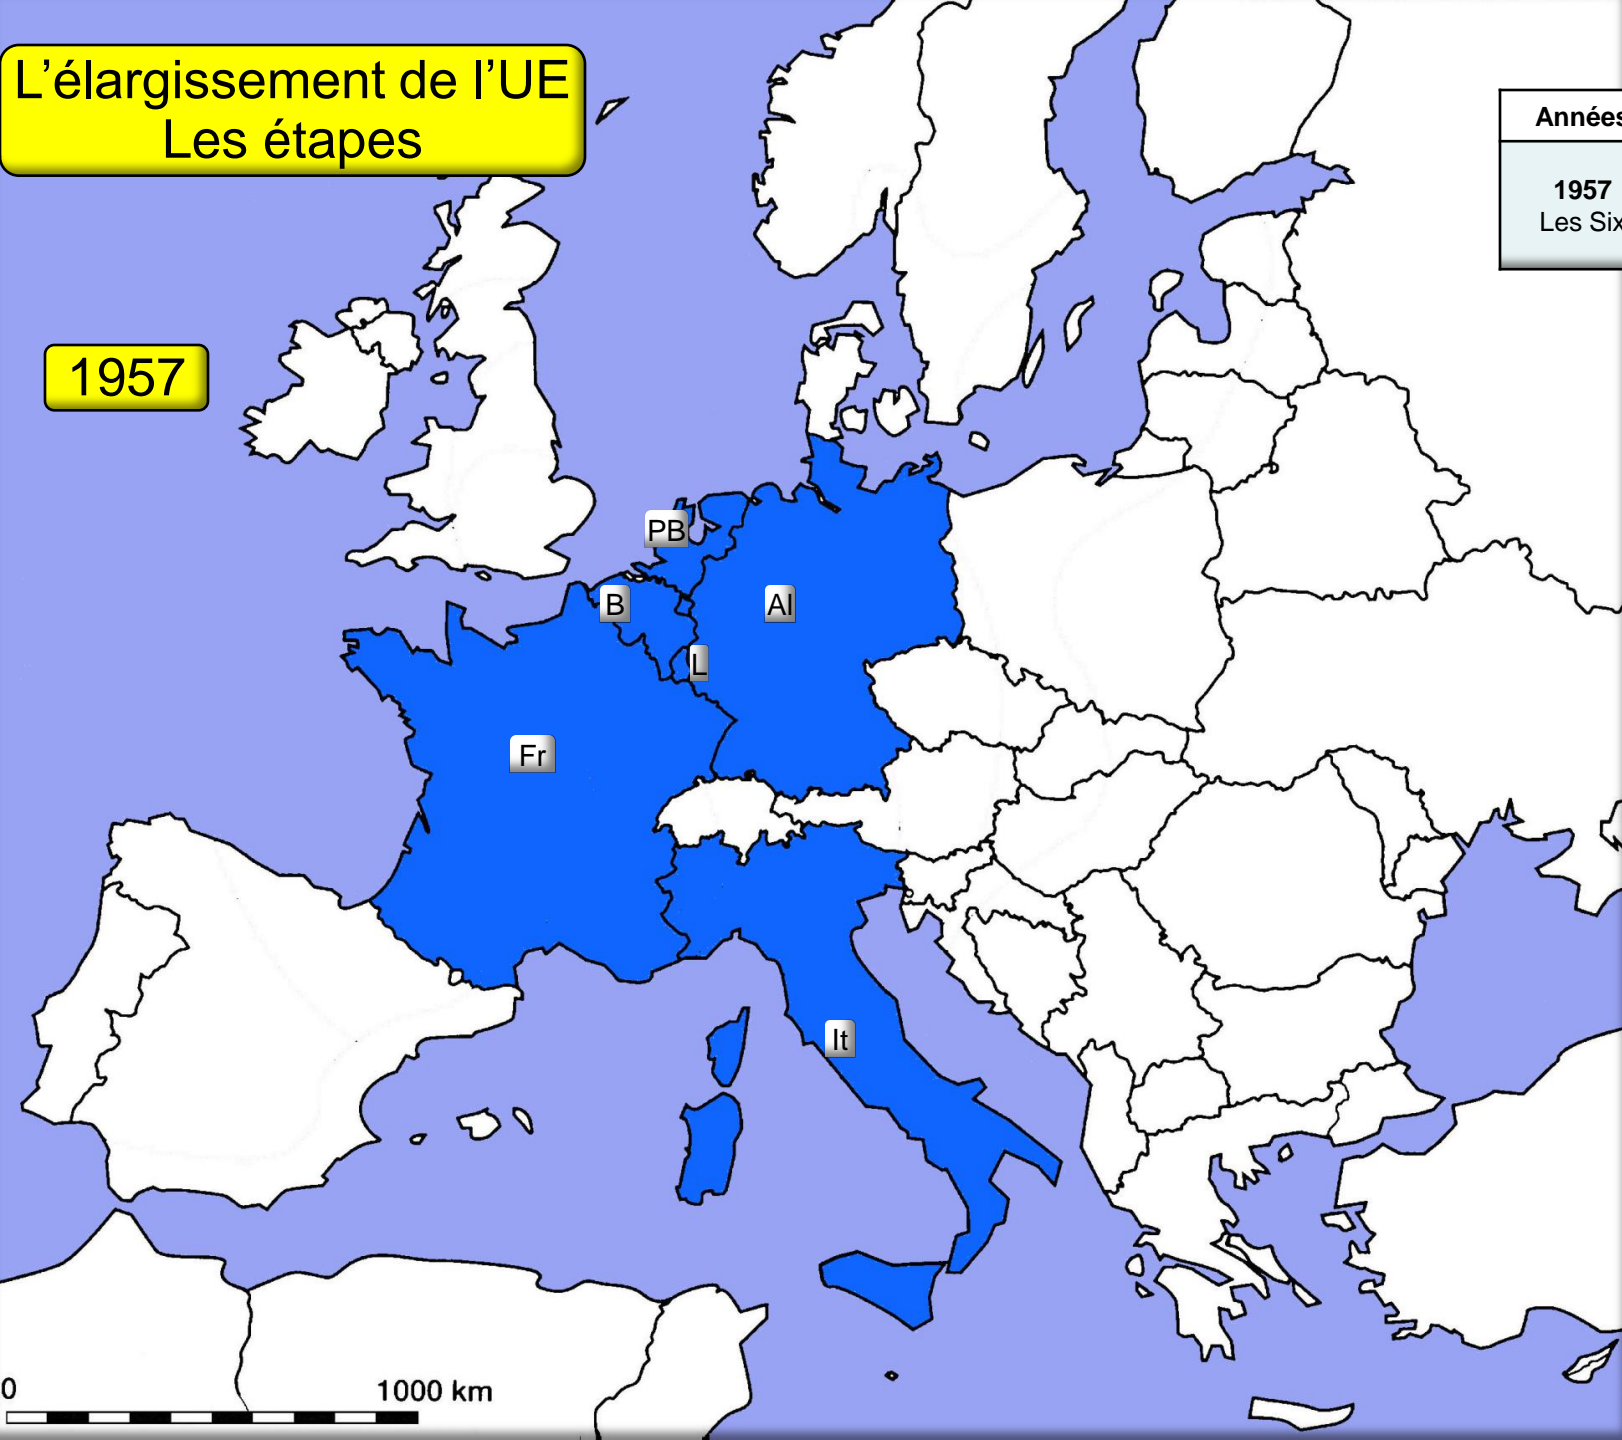 L'élargissement de l'UE
Les étapes
Années
1957
Les Six
1957
PB
B
Al
L
Fr
It
0
1000 km